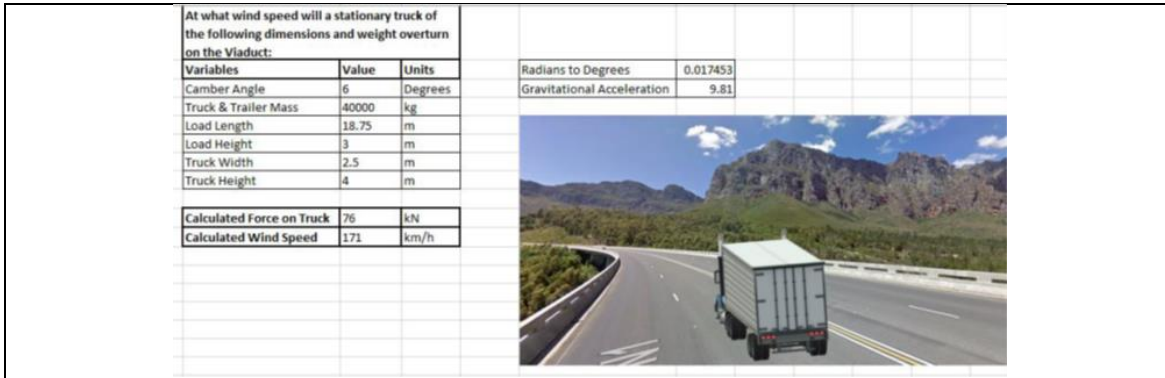 At what wind speed will a stationary truck of
the following dimensions and weight overturn
on the Viaduct:
Variables Value Units
Camber Angle 6 Degrees
Truck & Trailer Mass 40000 kg
Load Length 18.75 m
Load Height 3 m
Truck Width 2.5 m
Truck Height 4 m
Calculated Force on Truck 76 kN
Calculated Wind Speed 171 km/h
Radians to Degrees 0.017453
Gravitational Acceleration 9.81